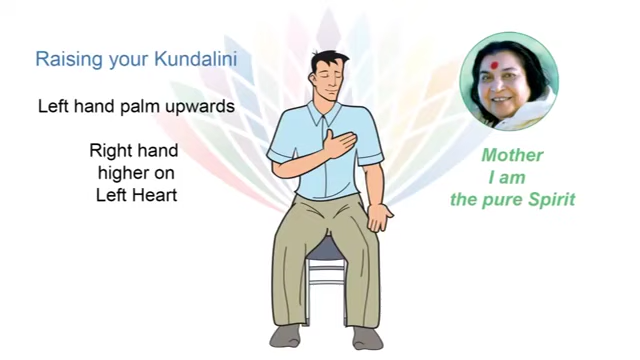 Raising your Kundalini
Left hand palm upwards
Right hand
higher on
Left Heart
Mother
I am
the pure Spirit